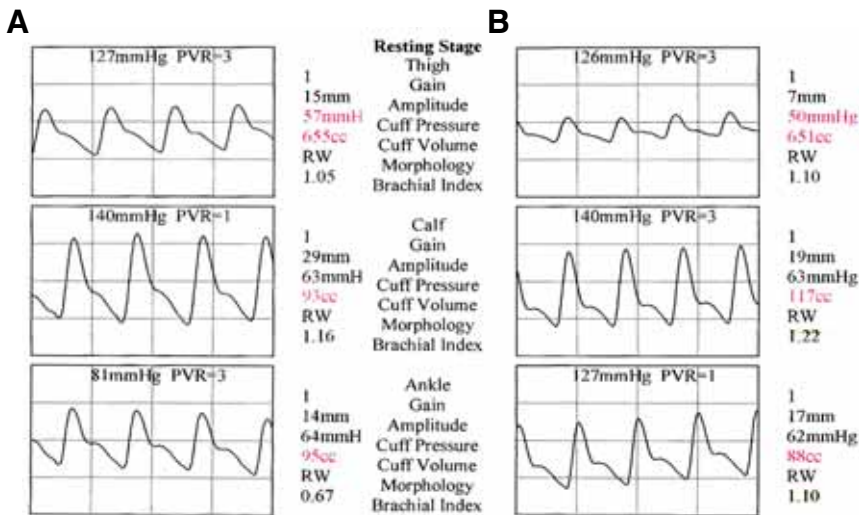 A
B
127mmHg PVR=3
1
15mm
57mmH
655cc
RW
1.05
Resting Stage
Thigh
Gain
Amplitude
Cuff Pressure
Cuff Volume
Morphology
Brachial Index
126mmHg PVR=3
1
7mm
50mmHg
651cc
RW
1.10
140mmHg PVR=1
1
29mm
63mmH
93cc
RW
1.16
Calf
Gain
Amplitude
Cuff Pressure
Cuff Volume
Morphology
Brachial Index
140mmHg PVR=3
1
19mm
63mmHg
117cc
RW
1.22
81mmHg PVR=3
1
14mm
64mmH
95cc
RW
0.67
Ankle
Gain
Amplitude
Cuff Pressure
Cuff Volume
Morphology
Brachial Index
127mmHg PVR=1
1
17mm
62mmHg
88cc
RW
1.10